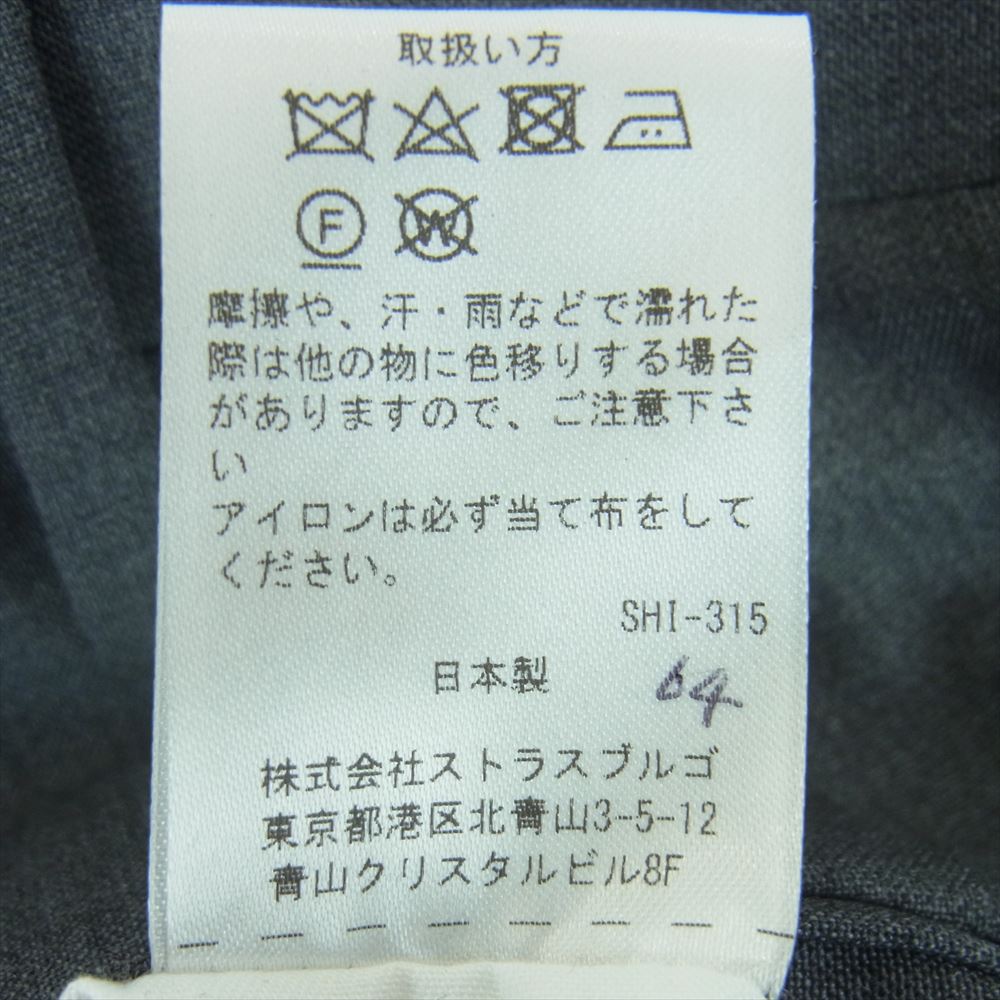 取扱い方
F W
摩擦や、汗・雨などで濡れた
際は他の物に色移りする場合
がありますので、ご注意下さ
い
アイロンは必ず当て布をして
ください。
SHI-315
日本製
64
株式会社ストラスブルゴ
東京都港区北青山3-5-12
青山クリスタルビル8F